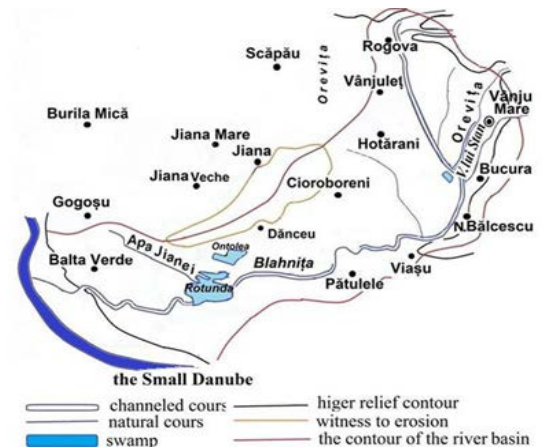 Rogova
Scăpău
Orevița
Vânjuleț
Vânju
Mare
Orevița
V.lui Stan
Burila Mică
Jiana Mare
Jiana
Hotărani
Jiana Veche
Cioroboreni
Bucura
Gogoșu
Dănceu
N.Bălcescu
Apa Jianei
Ontolea
Balta Verde
Blahnița
Viașu
Rotunda
Pătulele
the Small Danube
channeled cours
higer relief contour
natural cours
witness to erosion
swamp
the contour of the river basin